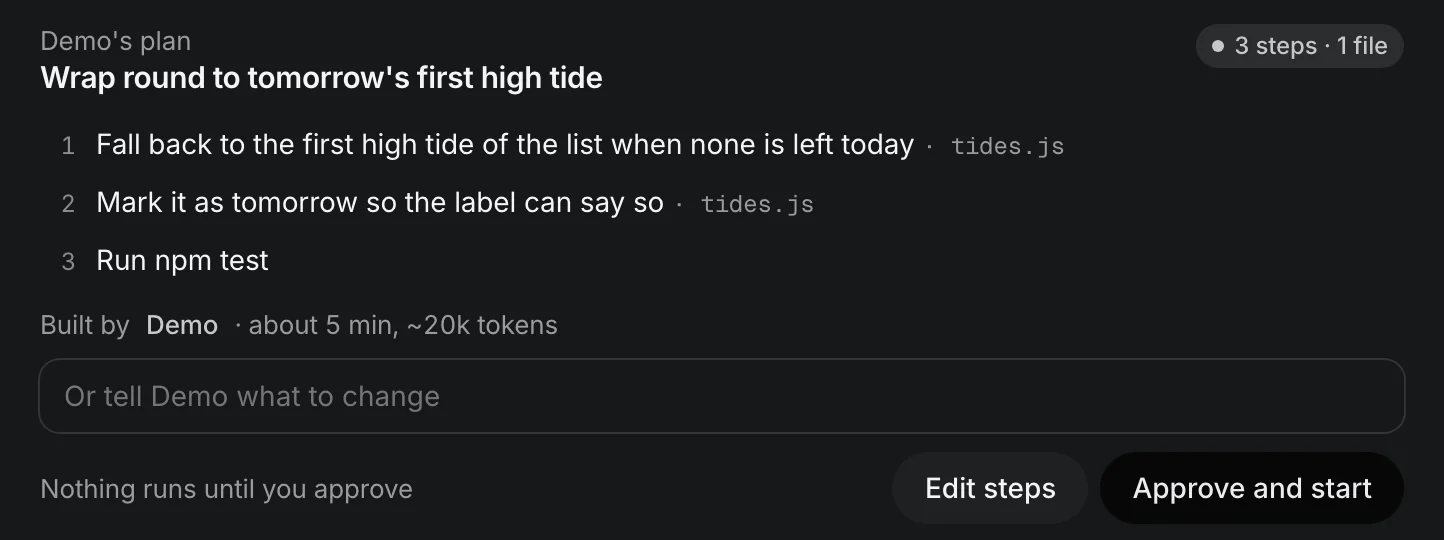 Demo's plan
3 steps · 1 file
Wrap round to tomorrow's first high tide
1 Fall back to the first high tide of the list when none is left today · tides.js
2 Mark it as tomorrow so the label can say so · tides.js
3 Run npm test
Built by Demo · about 5 min, ~20k tokens
Or tell Demo what to change
Nothing runs until you approve
Edit steps
Approve and start